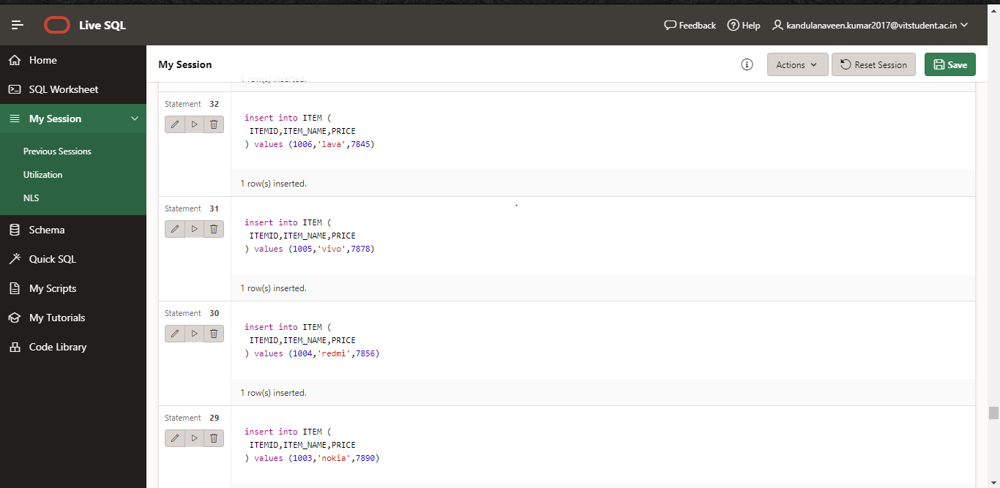 Live SQL
Feedback
Help
kandulanaveen.kumar2017@vitstudent.ac.in
Home
SQL Worksheet
My Session
Previous Sessions
Utilization
NLS
Schema
Quick SQL
My Scripts
My Tutorials
Code Library
My Session
Actions
Reset Session
Save
1 row(s) inserted.
Statement 32
insert into ITEM (
ITEMID,ITEM_NAME,PRICE
) values (1006,'lava',7845)
1 row(s) inserted.
Statement 31
insert into ITEM (
ITEMID,ITEM_NAME,PRICE
) values (1005,'vivo',7878)
1 row(s) inserted.
Statement 30
insert into ITEM (
ITEMID,ITEM_NAME,PRICE
) values (1004,'redmi',7856)
1 row(s) inserted.
Statement 29
insert into ITEM (
ITEMID,ITEM_NAME,PRICE
) values (1003,'nokia',7890)